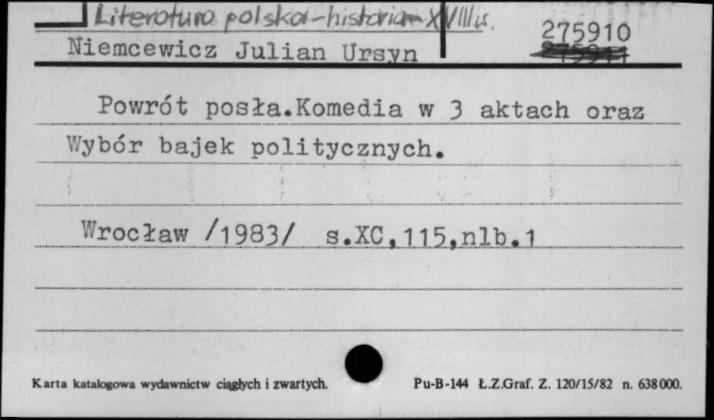 Literatura polska-historia XVIIIw.
275910
Niemcewicz Julian Ursyn
Powrót posła.Komedia w 3 aktach oraz
Wybór bajek politycznych.
Wrocław /1983/ s.XC,115,nlb.1
Karta katalogowa wydawnictw ciągłych i zwartych.
Pu-B-144 Ł.Z.Graf. Z. 120/15/82 n. 638000.